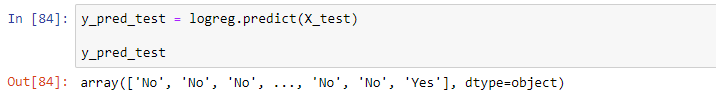 In [84]: y_pred_test = logreg.predict(X_test)
y_pred_test
Out[84]: array(['No', 'No', 'No', ..., 'No', 'No', 'Yes'], dtype=object)